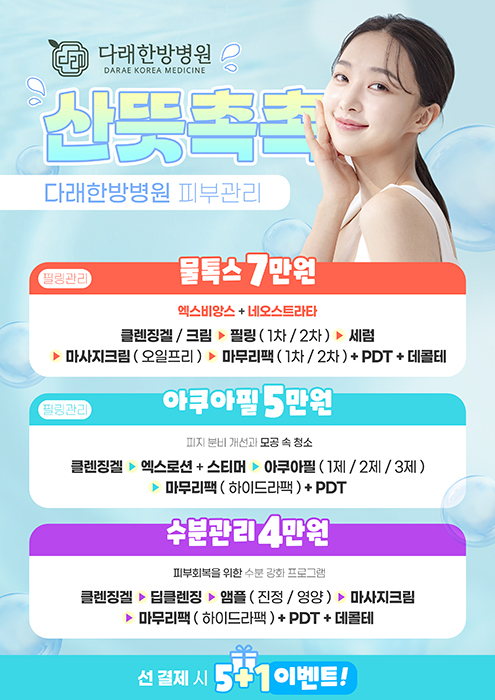 다래한방병원
DARAE KOREA MEDICINE
산뜻촉촉
다래한방병원 피부관리
필링관리
물톡스 7만원
엑스비앙스 + 네오스트라타
클렌징겔 / 크림 ▶ 필링 ( 1차 / 2차 ) ▶ 세럼
▶ 마사지크림 ( 오일프리 ) ▶ 마무리팩 ( 1차 / 2차 ) + PDT + 데콜테
필링관리
아쿠아필 5만원
피지 분비 개선과 모공 속 청소
클렌징겔 ▶ 엑스로션 + 스티머 ▶ 아쿠아필 ( 1제 / 2제 / 3제 )
▶ 마무리팩 ( 하이드라팩 ) + PDT
수분관리 4만원
피부회복을 위한 수분 강화 프로그램
클렌징겔 ▶ 딥클렌징 ▶ 앰플 ( 진정 / 영양 ) ▶ 마사지크림
▶ 마무리팩 ( 하이드라팩 ) + PDT + 데콜테
선 결제 시 5+1 이벤트!